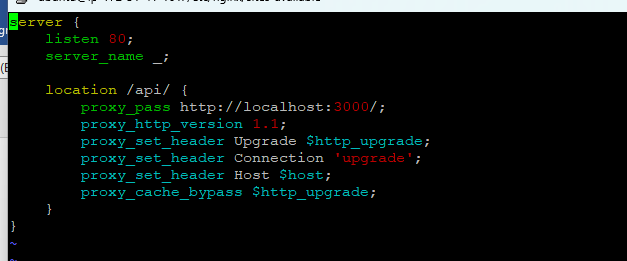 server {
    listen 80;
    server_name _;

    location /api/ {
        proxy_pass http://localhost:3000/;
        proxy_http_version 1.1;
        proxy_set_header Upgrade $http_upgrade;
        proxy_set_header Connection 'upgrade';
        proxy_set_header Host $host;
        proxy_cache_bypass $http_upgrade;
    }
}
~
~